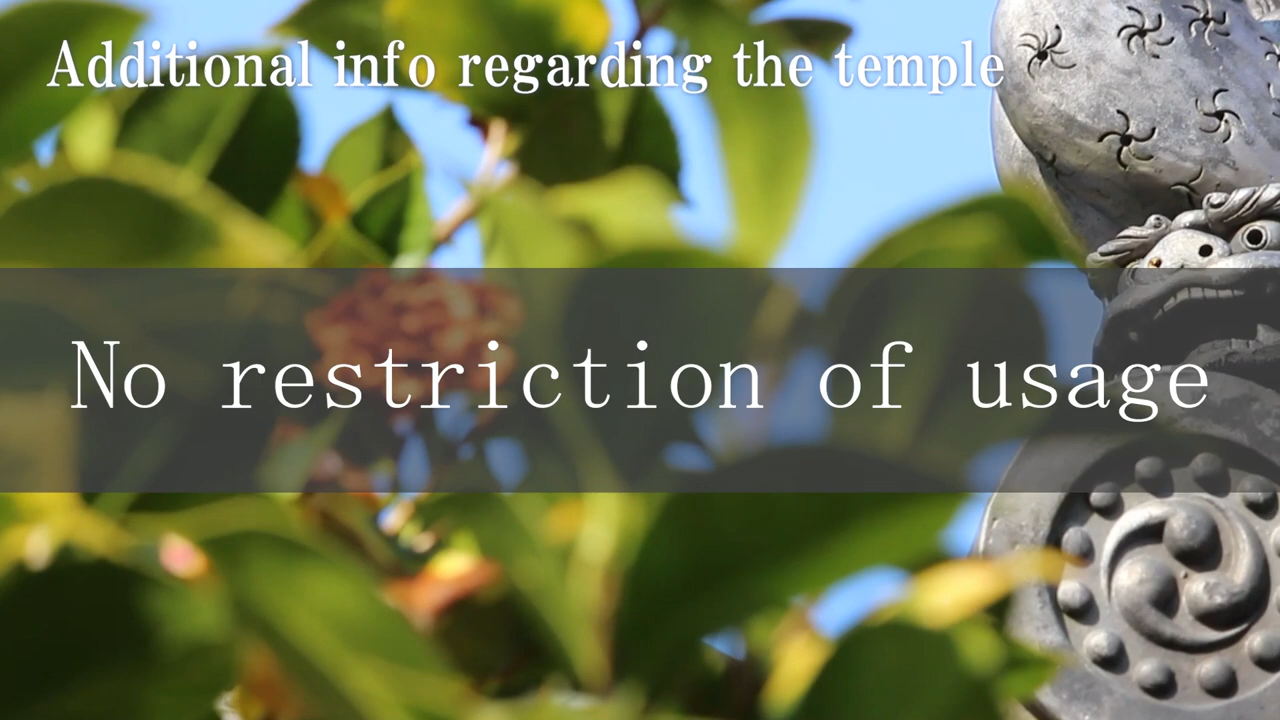 Additional info regarding the temple
No restriction of usage